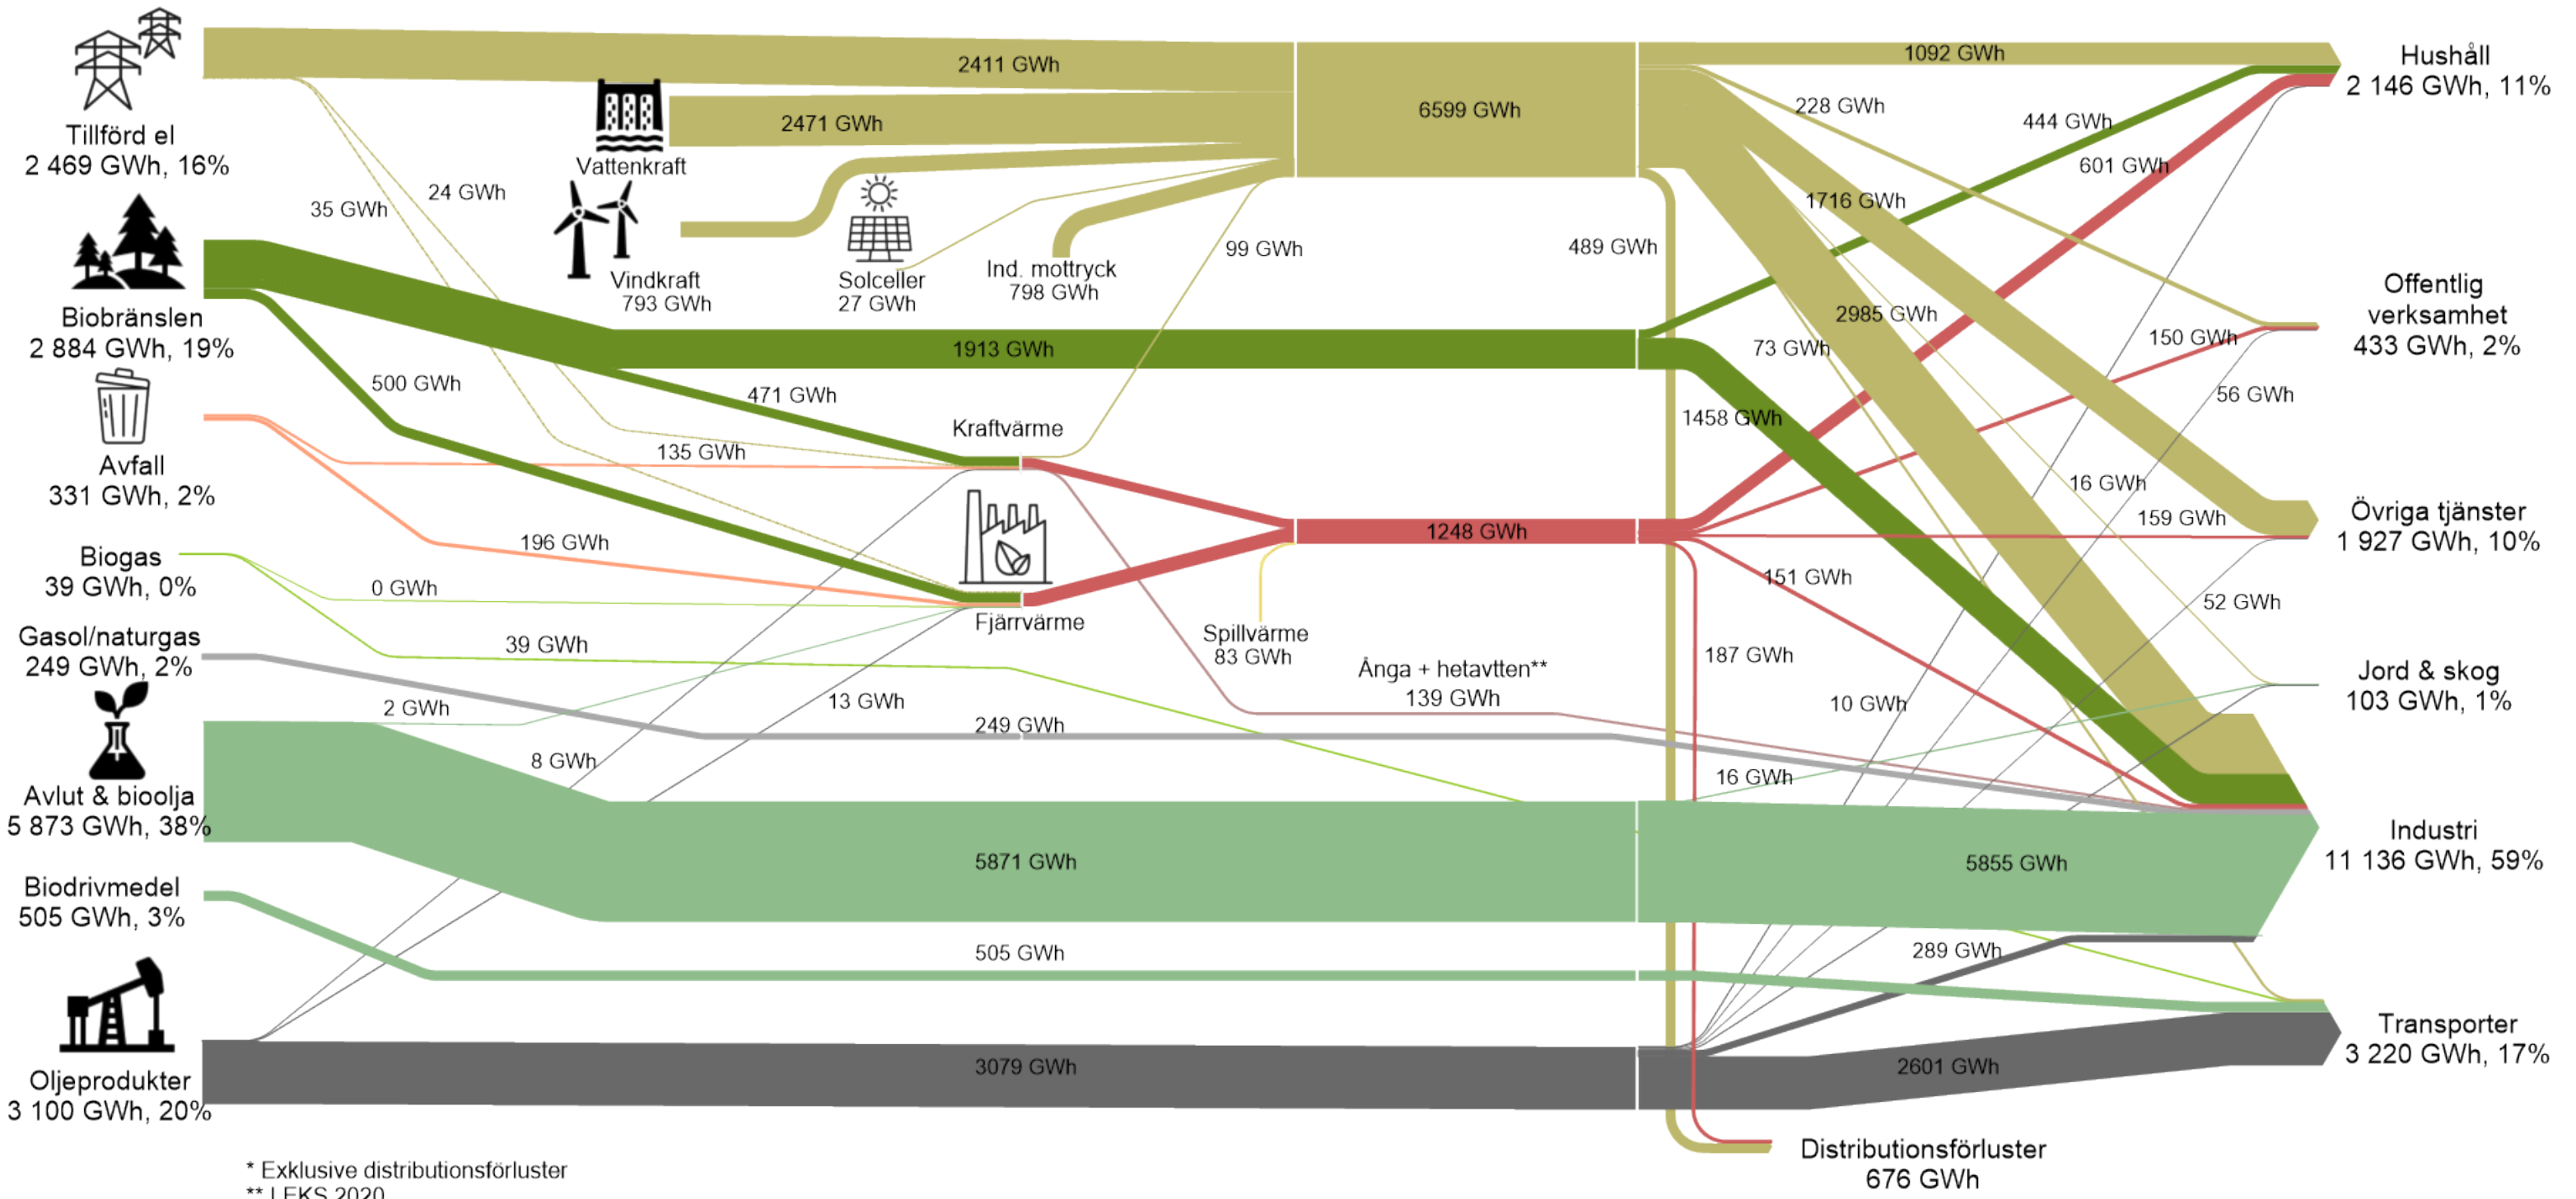 Tillförd el
2 469 GWh, 16%
Biobränslen
2 884 GWh, 19%
Avfall
331 GWh, 2%
Biogas
39 GWh, 0%
Gasol/naturgas
249 GWh, 2%
Avlut & bioolja
5 873 GWh, 38%
Biodrivmedel
505 GWh, 3%
Oljeprodukter
3 100 GWh, 20%
35 GWh
24 GWh
500 GWh
471 GWh
135 GWh
196 GWh
0 GWh
39 GWh
2 GWh
8 GWh
13 GWh
2411 GWh
Vattenkraft
2471 GWh
Vindkraft
793 GWh
Solceller
27 GWh
Ind. mottryck
798 GWh
99 GWh
1913 GWh
Kraftvärme
Fjärrvärme
249 GWh
5871 GWh
505 GWh
3079 GWh
6599 GWh
1248 GWh
Spillvärme
83 GWh
Ånga + hetavtten**
139 GWh
489 GWh
1092 GWh
228 GWh
444 GWh
601 GWh
1716 GWh
2985 GWh
73 GWh
150 GWh
56 GWh
1458 GWh
16 GWh
159 GWh
151 GWh
52 GWh
187 GWh
10 GWh
16 GWh
5855 GWh
289 GWh
2601 GWh
Hushåll
2 146 GWh, 11%
Offentlig
verksamhet
433 GWh, 2%
Övriga tjänster
1 927 GWh, 10%
Jord & skog
103 GWh, 1%
Industri
11 136 GWh, 59%
Transporter
3 220 GWh, 17%
Distributionsförluster
676 GWh
* Exklusive distributionsförluster
** LEKS 2020